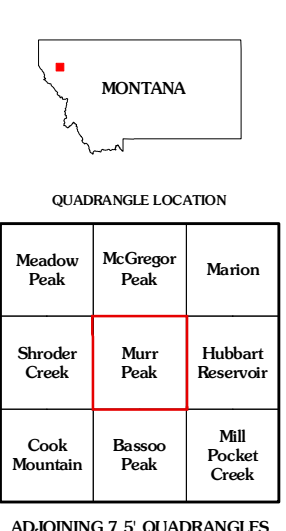 MONTANA
QUADRANGLE LOCATION
Meadow
Peak
McGregor
Peak
Marion
Shroder
Creek
Murr
Peak
Hubbart
Reservoir
Cook
Mountain
Bassoo
Peak
Mill
Pocket
Creek
ADJOINING 7.5' QUADRANGLES